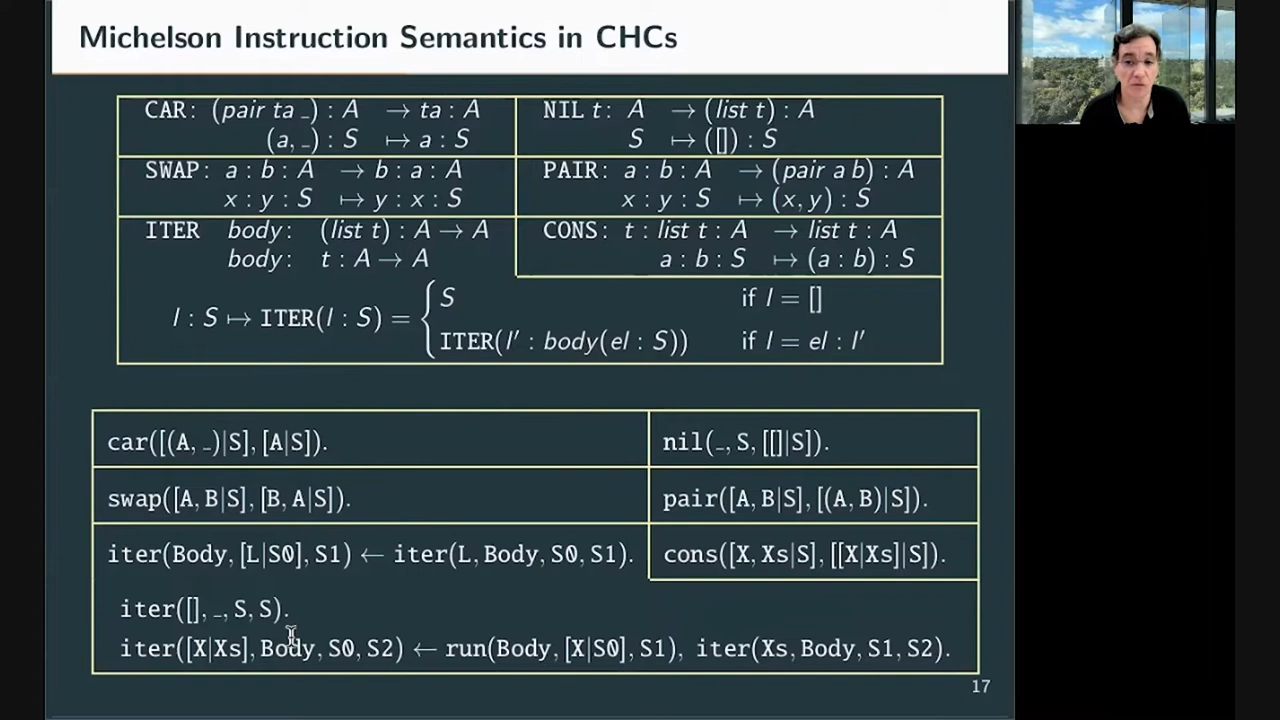 Michelson Instruction Semantics in CHCs
CAR: (pair ta _) : A → ta : A
(a, _) : S ↦ a : S
NIL t: A → (list t) : A
S ↦ ([]) : S
SWAP: a : b : A → b : a : A
x : y : S ↦ y : x : S
PAIR: a : b : A → (pair a b) : A
x : y : S ↦ (x, y) : S
ITER body: (list t) : A → A
body: t : A → A
CONS: t : list t : A → list t : A
a : b : S ↦ (a : b) : S
l : S ↦ ITER(l : S) = { S if l = []
ITER(l′ : body(el : S)) if l = el : l′
car([(A, _)|S], [A|S]).
nil(_, S, [[]|S]).
swap([A, B|S], [B, A|S]).
pair([A, B|S], [(A, B)|S]).
iter(Body, [L|S0], S1) ← iter(L, Body, S0, S1).
cons([X, Xs|S], [[X|Xs]|S]).
iter([], _, S, S).
iter([X|Xs], Body, S0, S2) ← run(Body, [X|S0], S1), iter(Xs, Body, S1, S2).
17